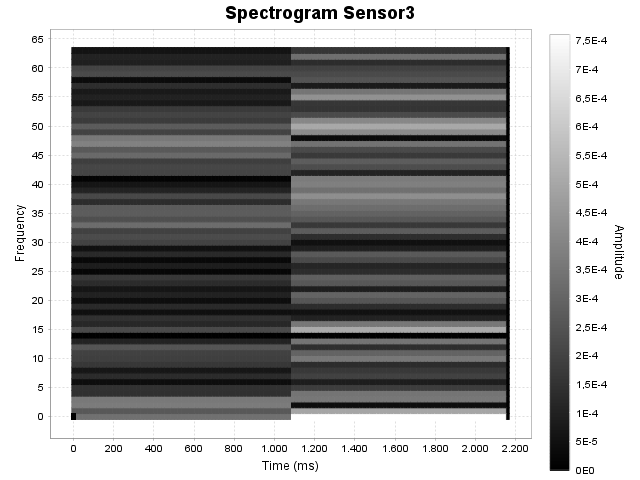 Spectrogram Sensor3
65
60
55
50
45
40
35
30
25
20
15
10
5
0
Frequency
0 200 400 600 800 1.000 1.200 1.400 1.600 1.800 2.000 2.200
Time (ms)
7,5E-4
7E-4
6,5E-4
6E-4
5,5E-4
5E-4
4,5E-4
4E-4
3,5E-4
3E-4
2,5E-4
2E-4
1,5E-4
1E-4
5E-5
0E0
Amplitude